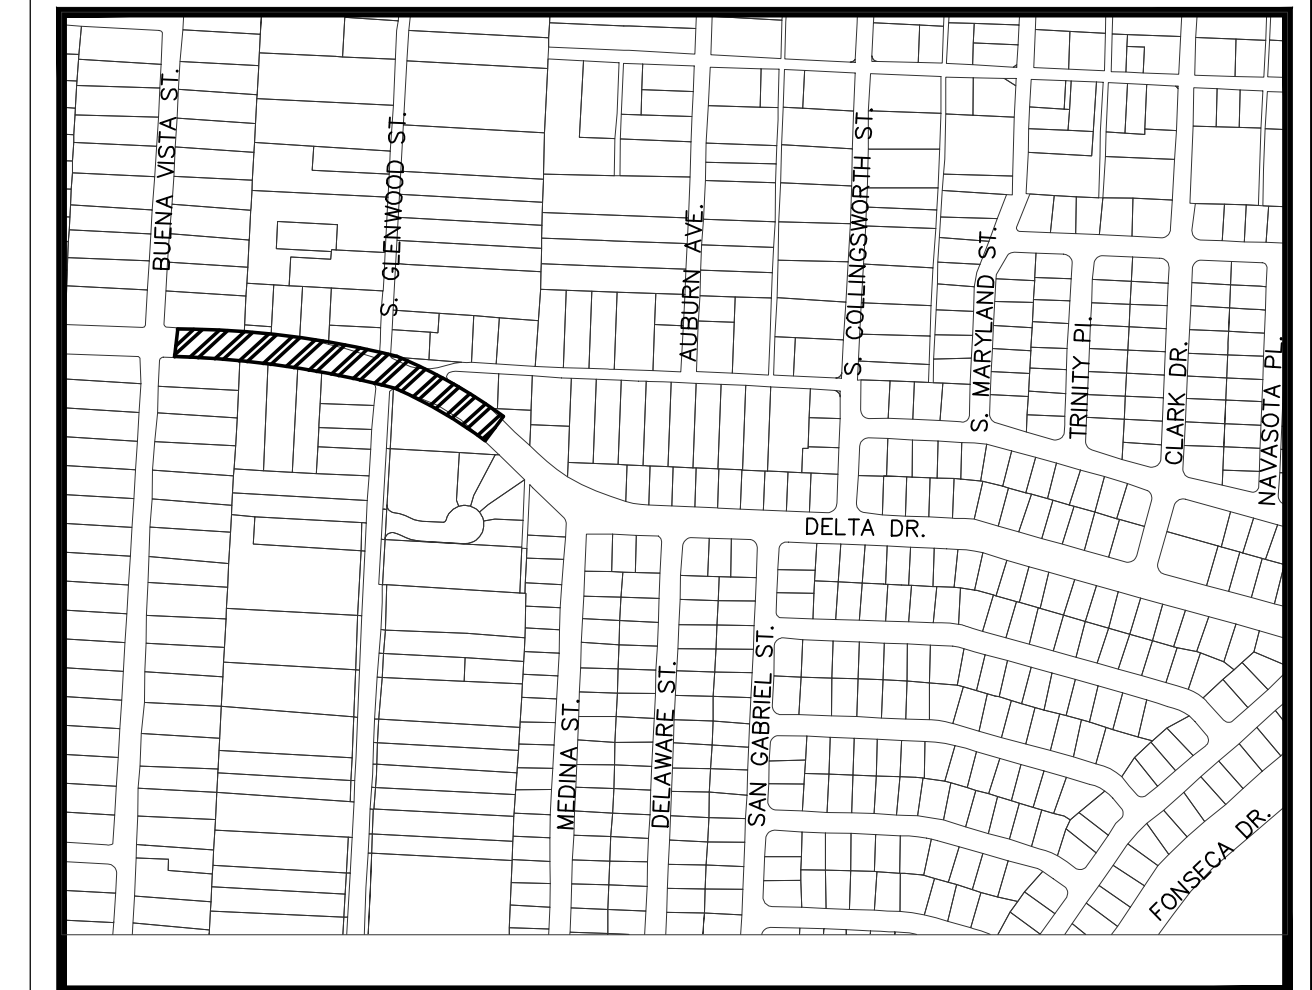 BUENA VISTA ST.
S. GLENWOOD ST.
AUBURN AVE.
S. COLLINGSWORTH ST.
S. MARYLAND ST.
TRINITY Pl.
CLARK DR.
NAVASOTA PL.
DELTA DR.
MEDINA ST.
DELAWARE ST.
SAN GABRIEL ST.
FONSECA DR.